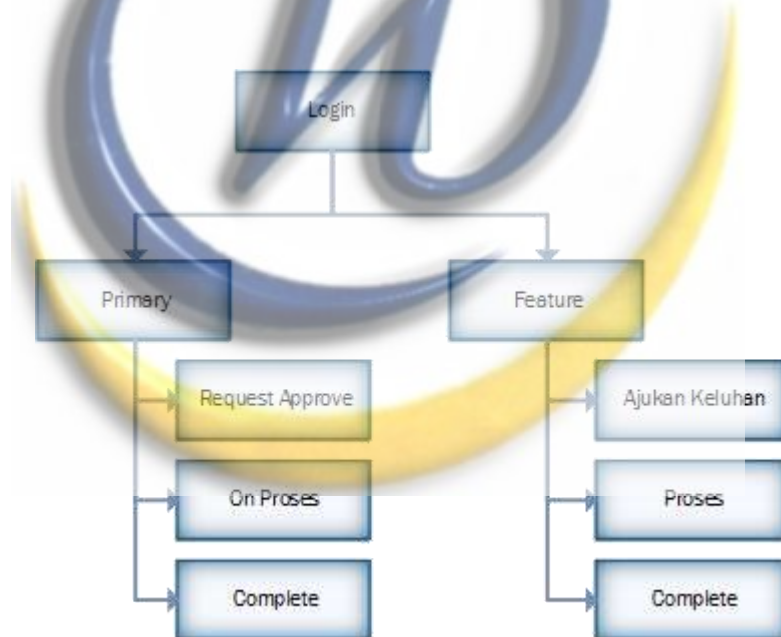 Login
Primary
Feature
Request Approve
Ajukan Keluhan
On Proses
Proses
Complete
Complete